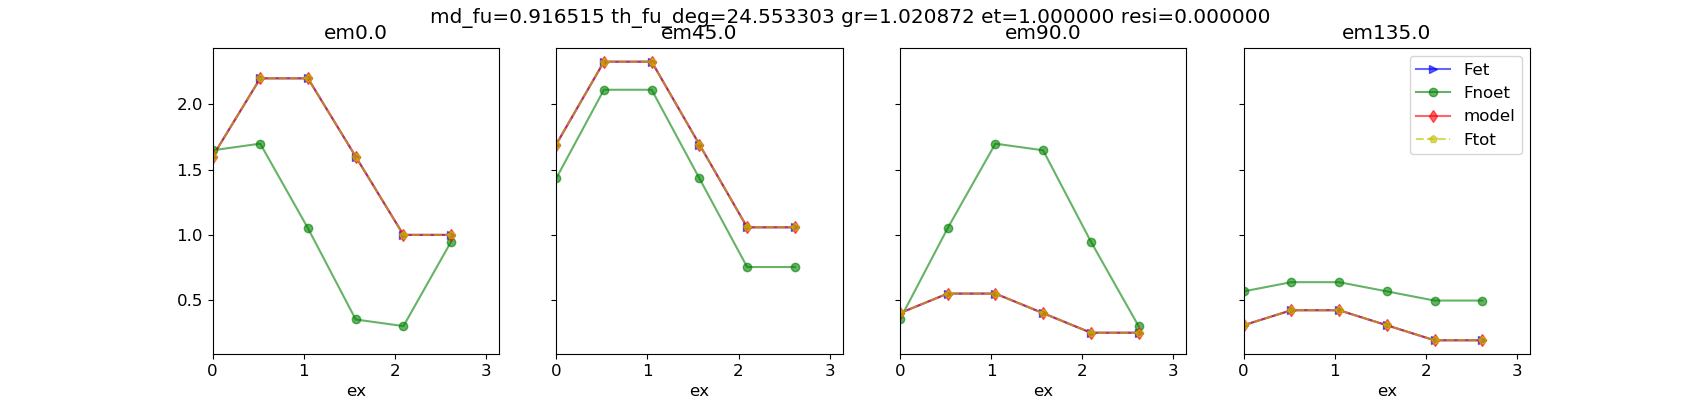 md_fu=0.916515 th_fu_deg=24.553303 gr=1.020872 et=1.000000 resi=0.000000
em0.0 em45.0 em90.0 em135.0
2.0
1.5
1.0
0.5
Fet
Fnoet
model
Ftot
0 1 2 3 0 1 2 3 0 1 2 3 0 1 2 3
ex ex ex ex